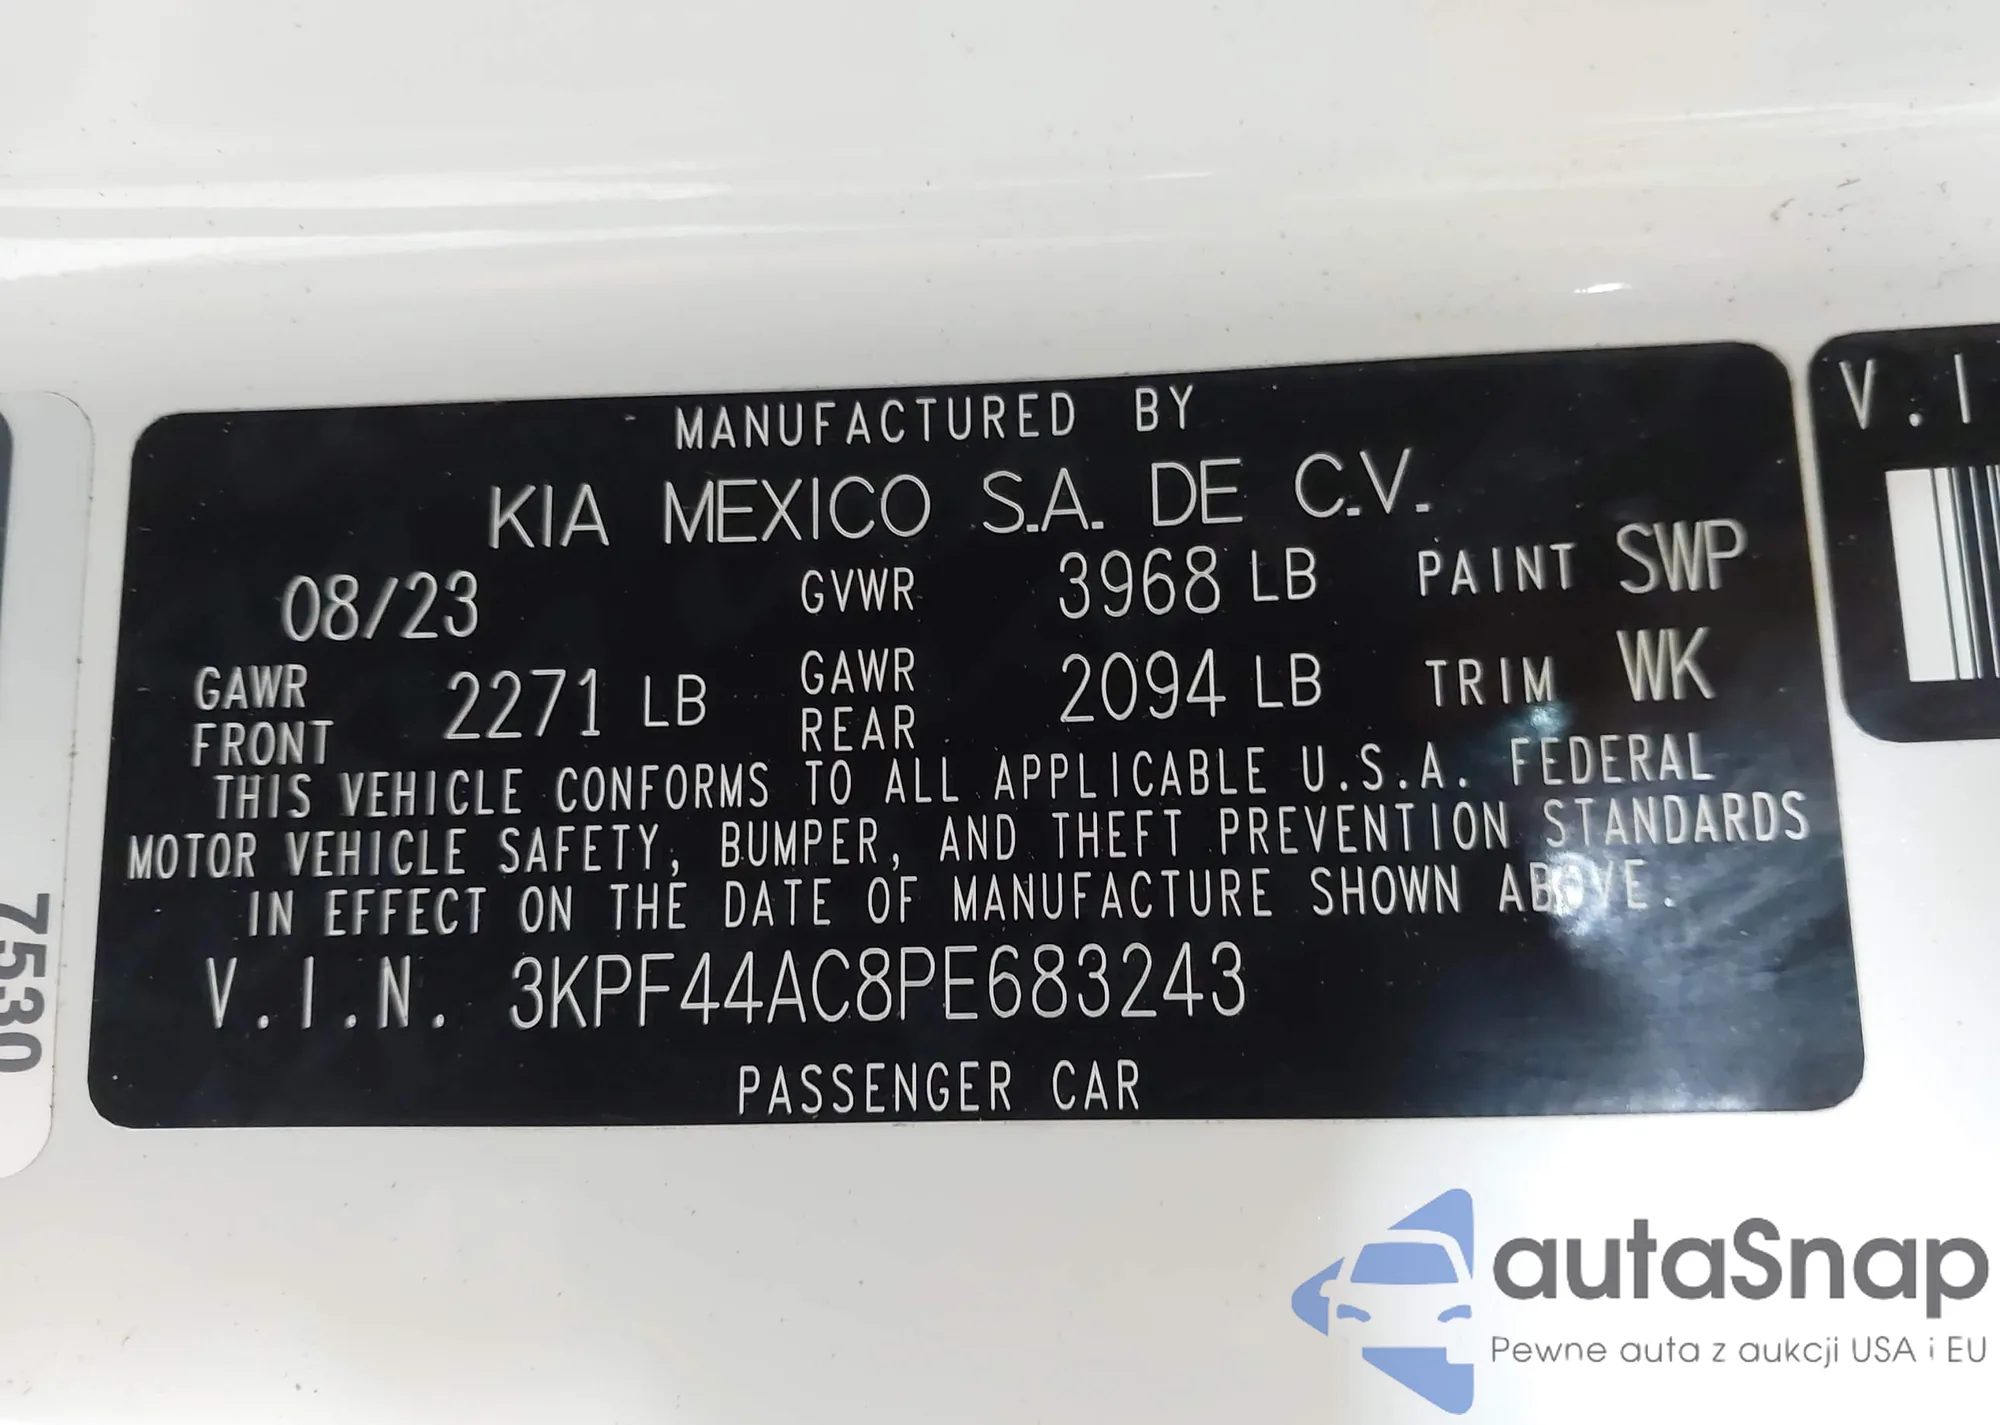 MANUFACTURED BY
KIA MEXICO S.A. DE C.V.
08/23 GVWR 3968 LB PAINT SWP
GAWR FRONT 2271 LB GAWR REAR 2094 LB TRIM WK
THIS VEHICLE CONFORMS TO ALL APPLICABLE U.S.A. FEDERAL
MOTOR VEHICLE SAFETY, BUMPER, AND THEFT PREVENTION STANDARDS
IN EFFECT ON THE DATE OF MANUFACTURE SHOWN ABOVE.
V.I.N. 3KPF44AC8PE683243
PASSENGER CAR
V.I
7530
autaSnap
Pewne auta z aukcji USA i EU